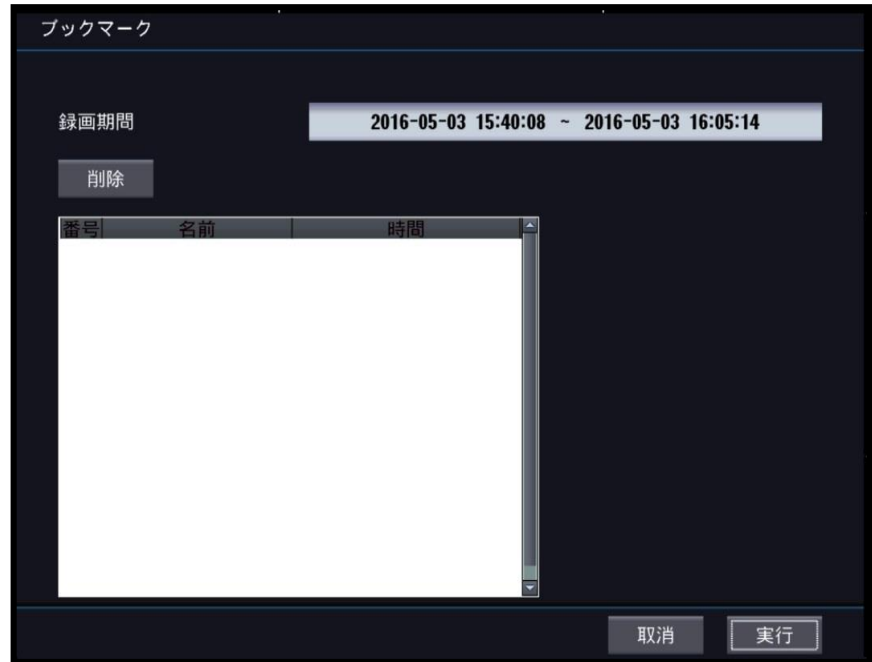 ブックマーク
録画期間
2016-05-03 15:40:08 ~ 2016-05-03 16:05:14
削除
番号 名前 時間
取消 実行